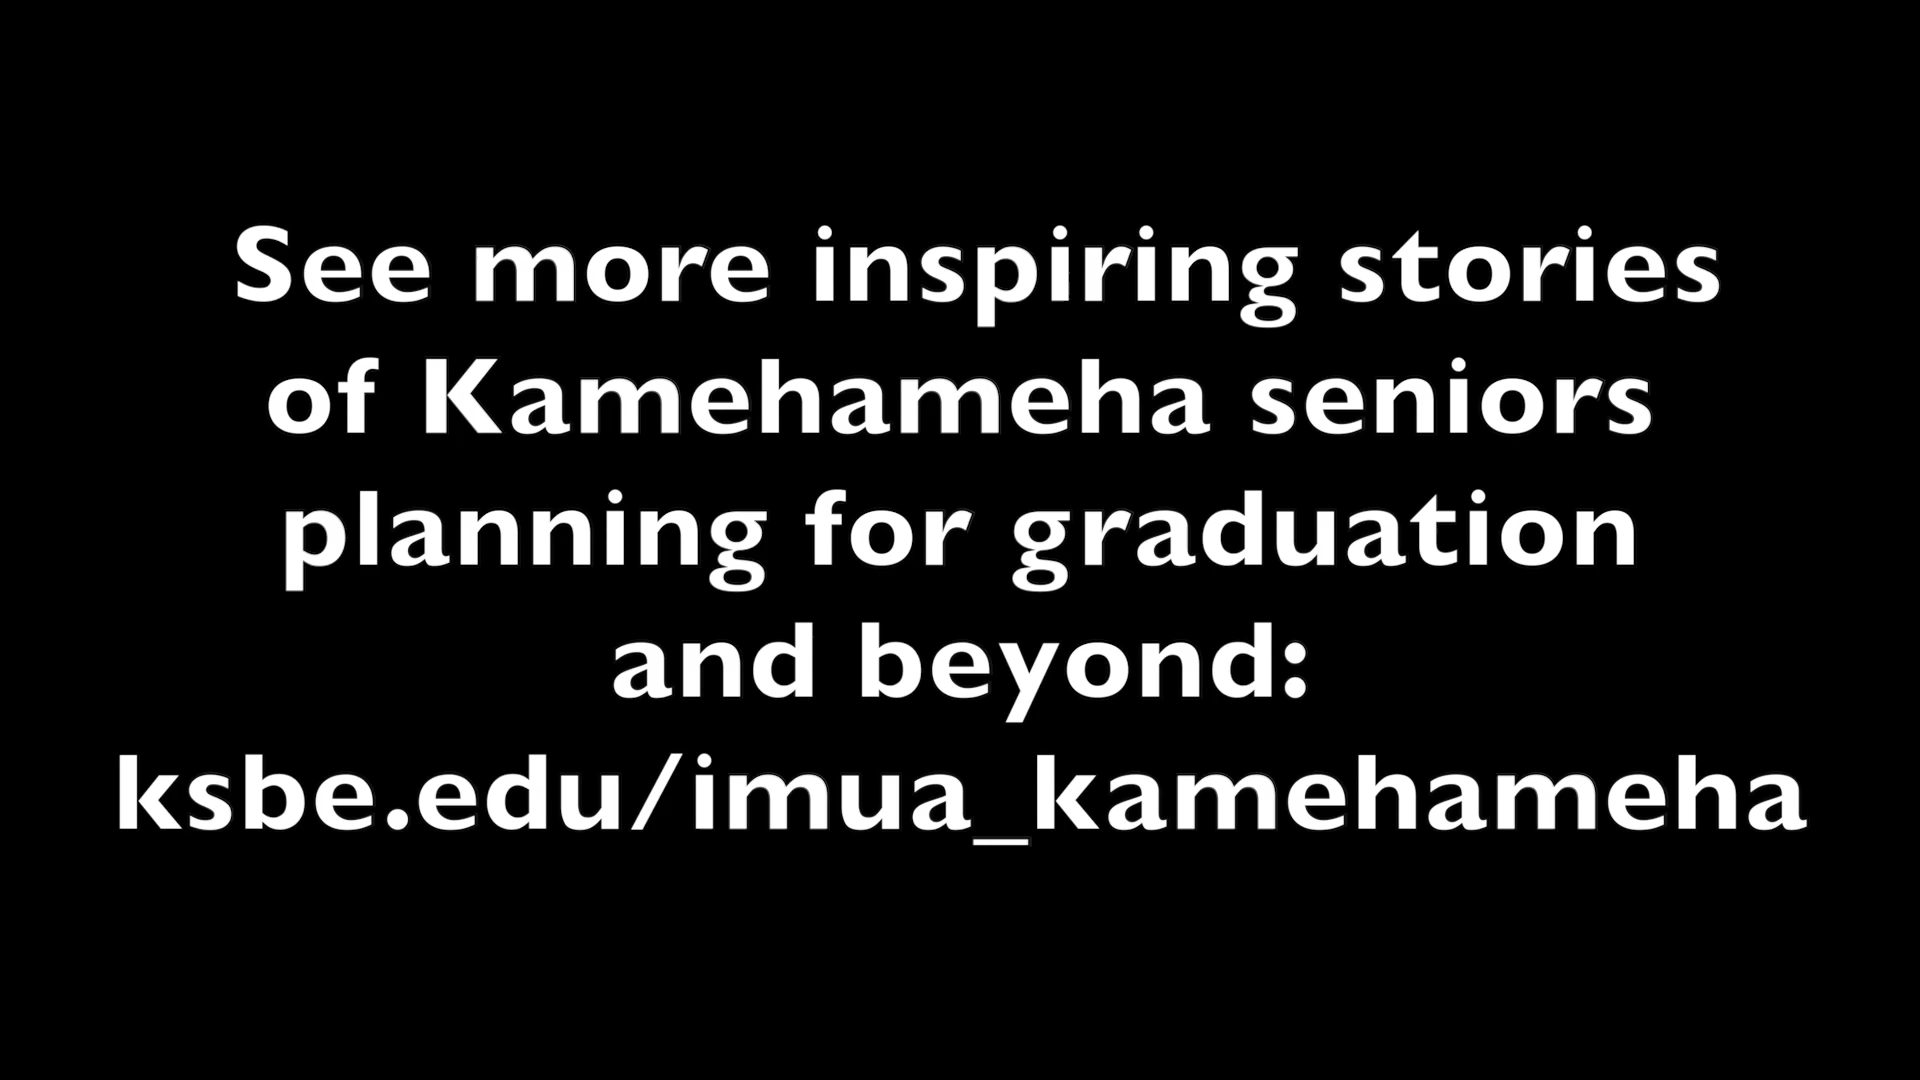 See more inspiring stories
of Kamehameha seniors
planning for graduation
and beyond:
ksbe.edu/imua_kamehameha